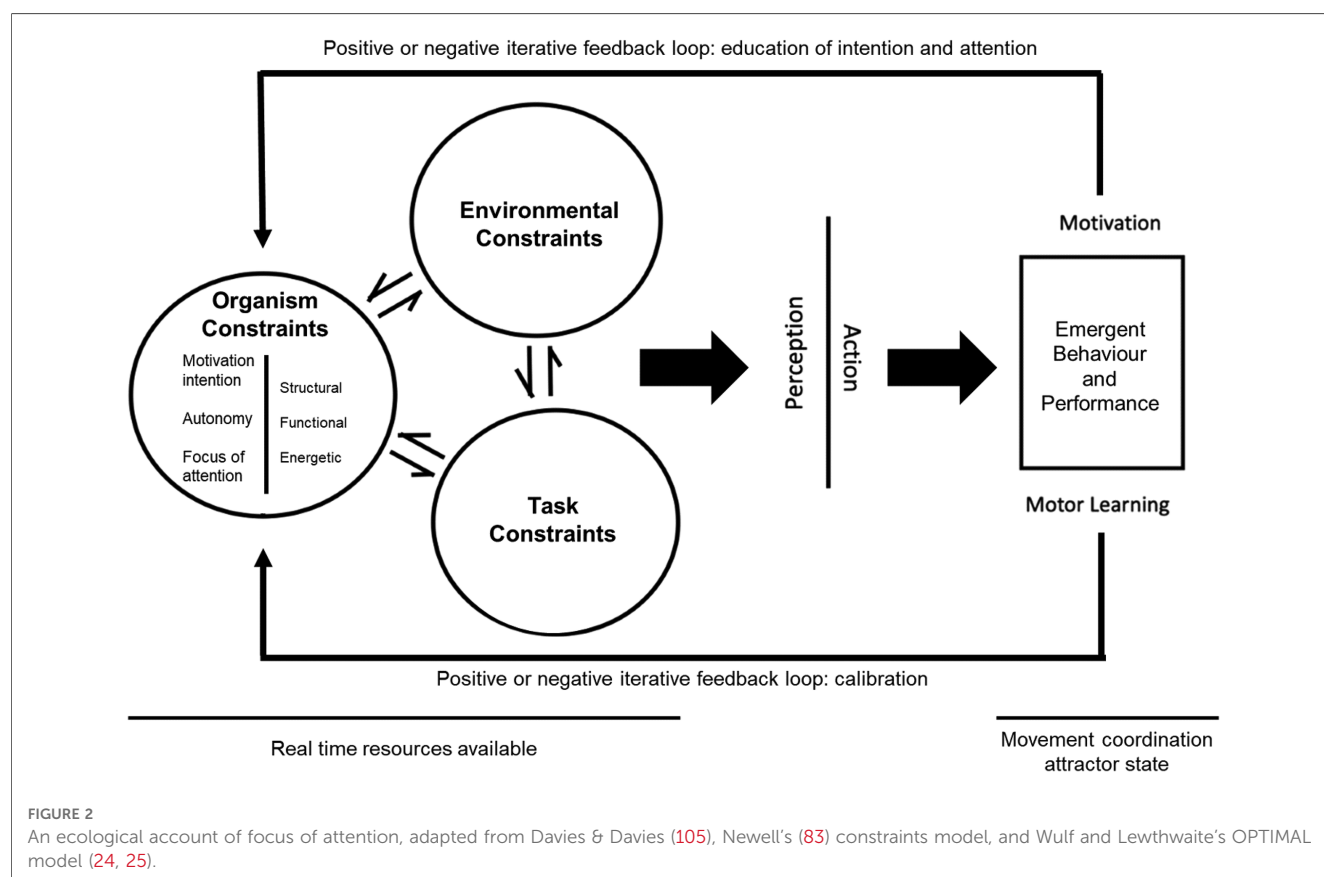 Positive or negative iterative feedback loop: education of intention and attention
Environmental
Constraints
Organism
Constraints
Motivation
intention
Autonomy
Focus of
attention
Structural
Functional
Energetic
Task
Constraints
Perception
Action
Motivation
Emergent
Behaviour
and
Performance
Motor Learning
Positive or negative iterative feedback loop: calibration
Real time resources available
Movement coordination
attractor state
FIGURE 2
An ecological account of focus of attention, adapted from Davies & Davies (105), Newell's (83) constraints model, and Wulf and Lewthwaite's OPTIMAL
model (24, 25).